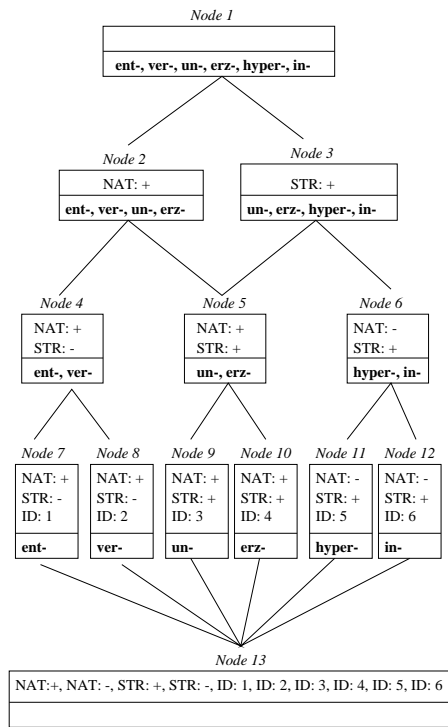 Node 1
ent-, ver-, un-, erz-, hyper-, in-
Node 2
Node 3
NAT: +
STR: +
ent-, ver-, un-, erz-
un-, erz-, hyper-, in-
Node 4
Node 5
Node 6
NAT: +
STR: -
ent-, ver-
NAT: +
STR: +
un-, erz-
NAT: -
STR: +
hyper-, in-
Node 7
Node 8
Node 9
Node 10
Node 11
Node 12
NAT: +
STR: -
ID: 1
ent-
NAT: +
STR: -
ID: 2
ver-
NAT: +
STR: +
ID: 3
un-
NAT: +
STR: +
ID: 4
erz-
NAT: -
STR: +
ID: 5
hyper-
NAT: -
STR: +
ID: 6
in-
Node 13
NAT:+, NAT: -, STR: +, STR: -, ID: 1, ID: 2, ID: 3, ID: 4, ID: 5, ID: 6